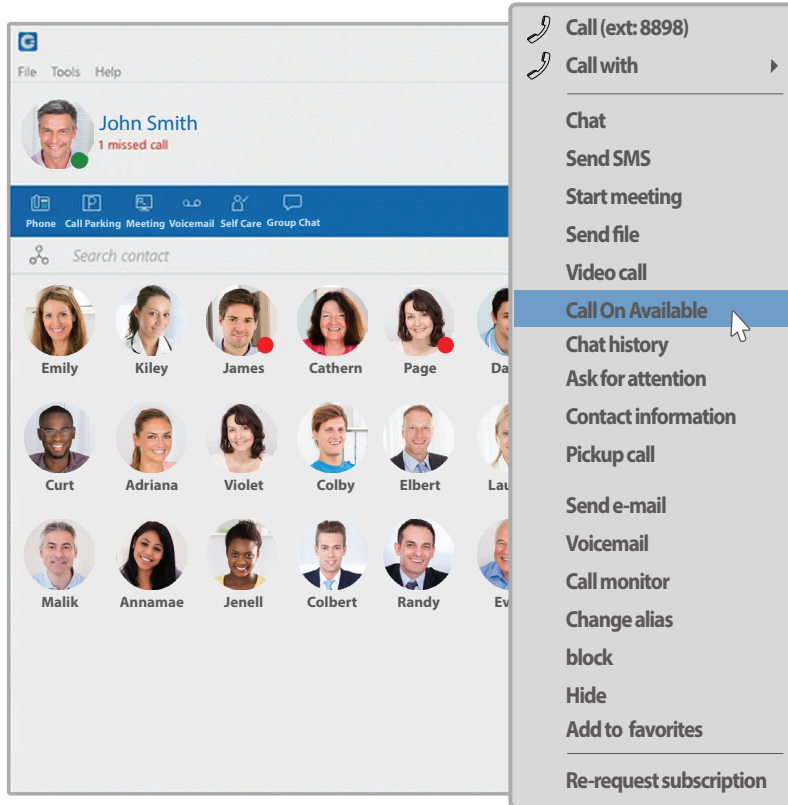 File Tools Help
John Smith
1 missed call
Phone Call Parking Meeting Voicemail Self Care Group Chat
Search contact
Emily Kiley James Cathern Page Da
Curt Adriana Violet Colby Elbert Lau
Malik Annamae Jenell Colbert Randy Ev
Call (ext: 8898)
Call with
Chat
Send SMS
Start meeting
Send file
Video call
Call On Available
Chat history
Ask for attention
Contact information
Pickup call
Send e-mail
Voicemail
Call monitor
Change alias
block
Hide
Add to favorites
Re-request subscription